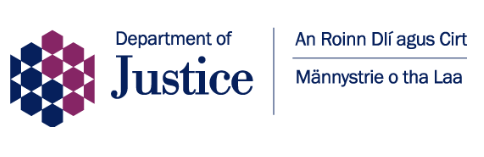 Department of
Justice
An Roinn Dlí agus Cirt
Männystrie o tha Laa